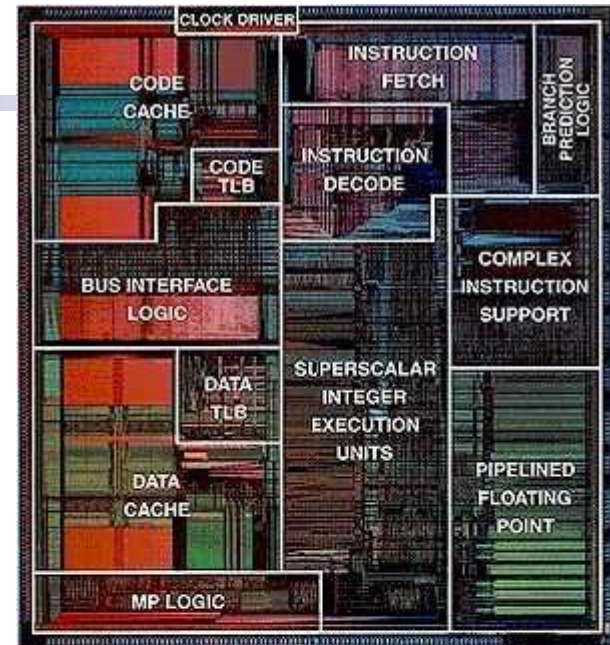 CLOCK DRIVER
CODE
CACHE
INSTRUCTION
FETCH
BRANCH
PREDICTION
LOGIC
CODE
TLB
INSTRUCTION
DECODE
BUS INTERFACE
LOGIC
COMPLEX
INSTRUCTION
SUPPORT
DATA
TLB
SUPERSCALAR
INTEGER
EXECUTION
UNITS
DATA
CACHE
PIPELINED
FLOATING
POINT
MP LOGIC